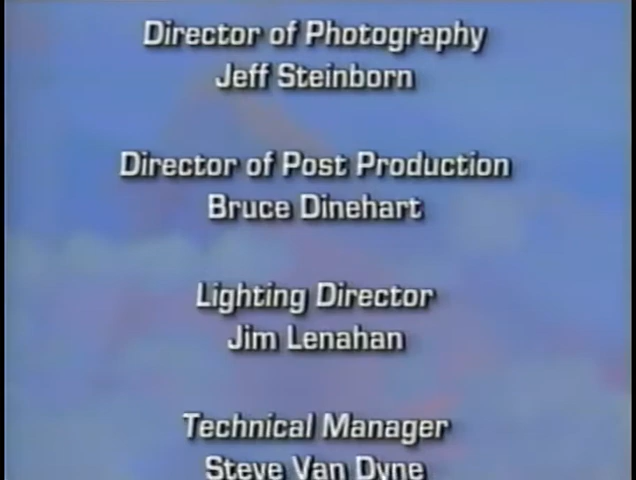 Director of Photography
Jeff Steinborn
Director of Post Production
Bruce Dinehart
Lighting Director
Jim Lenahan
Technical Manager
Steve Van Dyne